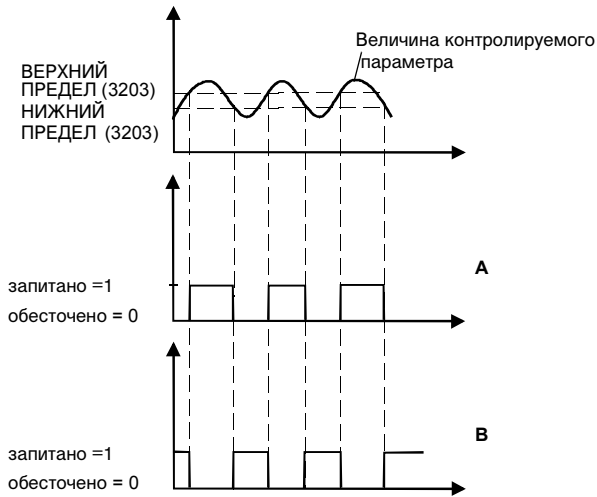 Величина контролируемого
параметра
ВЕРХНИЙ
ПРЕДЕЛ (3203)
НИЖНИЙ
ПРЕДЕЛ (3203)
A
запитано =1
обесточено = 0
B
запитано =1
обесточено = 0